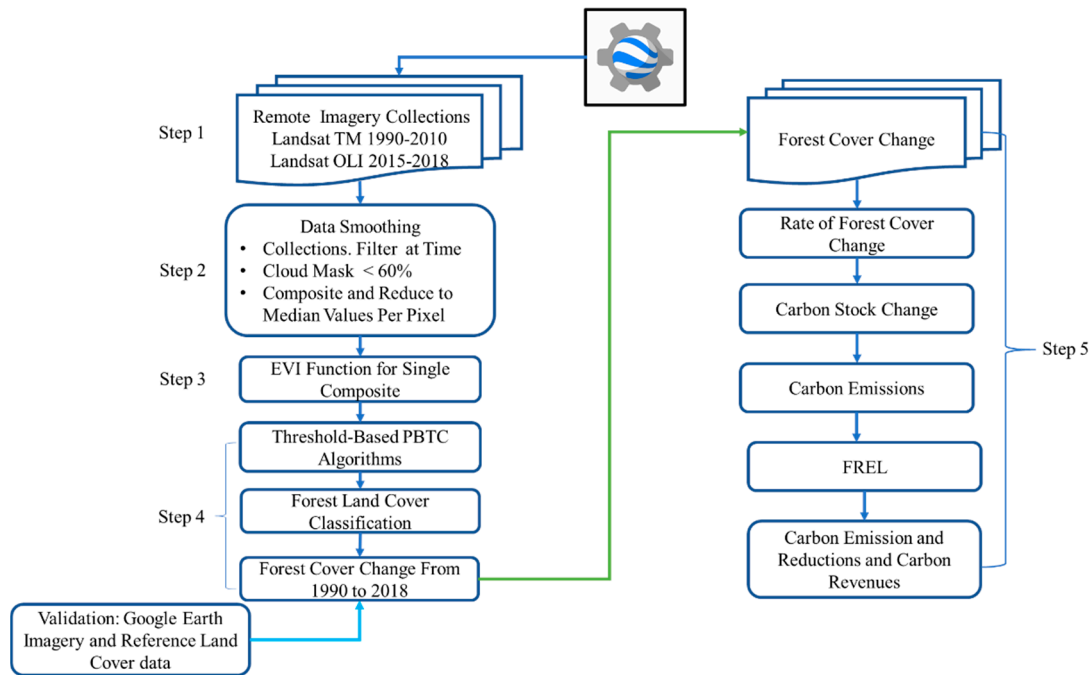 Step 1
Remote Imagery Collections
Landsat TM 1990-2010
Landsat OLI 2015-2018
Step 2
Data Smoothing
• Collections. Filter at Time
• Cloud Mask < 60%
• Composite and Reduce to
Median Values Per Pixel
Step 3
EVI Function for Single
Composite
Step 4
Threshold-Based PBTC
Algorithms
Forest Land Cover
Classification
Forest Cover Change From
1990 to 2018
Validation: Google Earth
Imagery and Reference Land
Cover data
Forest Cover Change
Rate of Forest Cover
Change
Carbon Stock Change
Carbon Emissions
FREL
Carbon Emission and
Reductions and Carbon
Revenues
Step 5